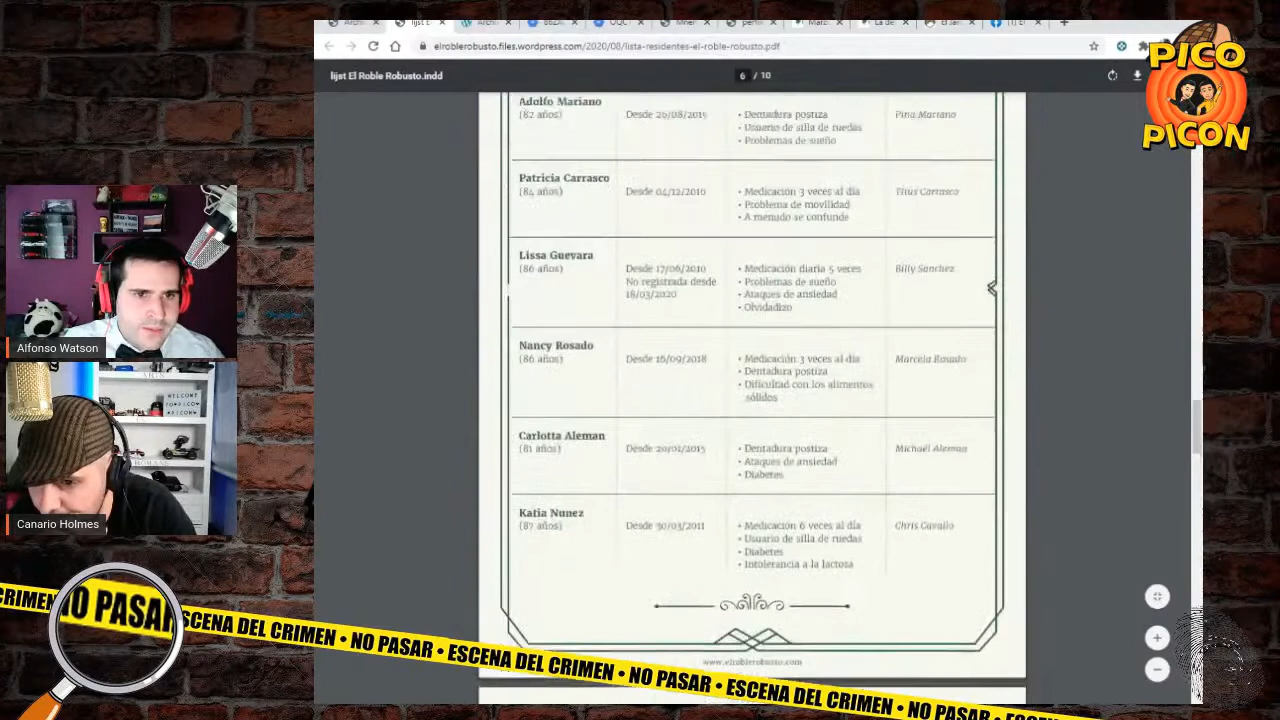 elroblerobusto.files.wordpress.com/2020/08/lista-residentes-el-roble-robusto.pdf
lijst El Roble Robusto.indd
6 / 10
PICO
PICON
Adolfo Mariano
(82 años)
Desde 20/08/2015
• Dentadura postiza
• Usuario de silla de ruedas
• Problemas de sueño
Pina Mariano
Patricia Carrasco
(84 años)
Desde 04/12/2010
• Medicación 3 veces al día
• Problema de movilidad
• A menudo se confunde
Titus Carrasco
Lissa Guevara
(86 años)
Desde 17/06/2010
No registrada desde
18/03/2020
• Medicación diaria 5 veces
• Problemas de sueño
• Ataques de ansiedad
• Olvidadizo
Billy Sanchez
Nancy Rosado
(86 años)
Desde 16/09/2018
• Medicación 3 veces al día
• Dentadura postiza
• Dificultad con los alimentos
sólidos
Marcela Rosado
Carlotta Aleman
(81 años)
Desde 20/01/2015
• Dentadura postiza
• Ataques de ansiedad
• Diabetes
Michaël Aleman
Katia Nunez
(87 años)
Desde 30/03/2011
• Medicación 6 veces al día
• Usuario de silla de ruedas
• Diabetes
• Intolerancia a la lactosa
Chris Cavallo
www.elroblerobusto.com
Alfonso Watson
WELCOME
Canario Holmes
CRIMEN • NO PASAR • ESCENA DEL CRIMEN • NO PASAR • ESCENA DEL CRIMEN • NO PASAR • ESCENA DEL CRIMEN • NO PASAR